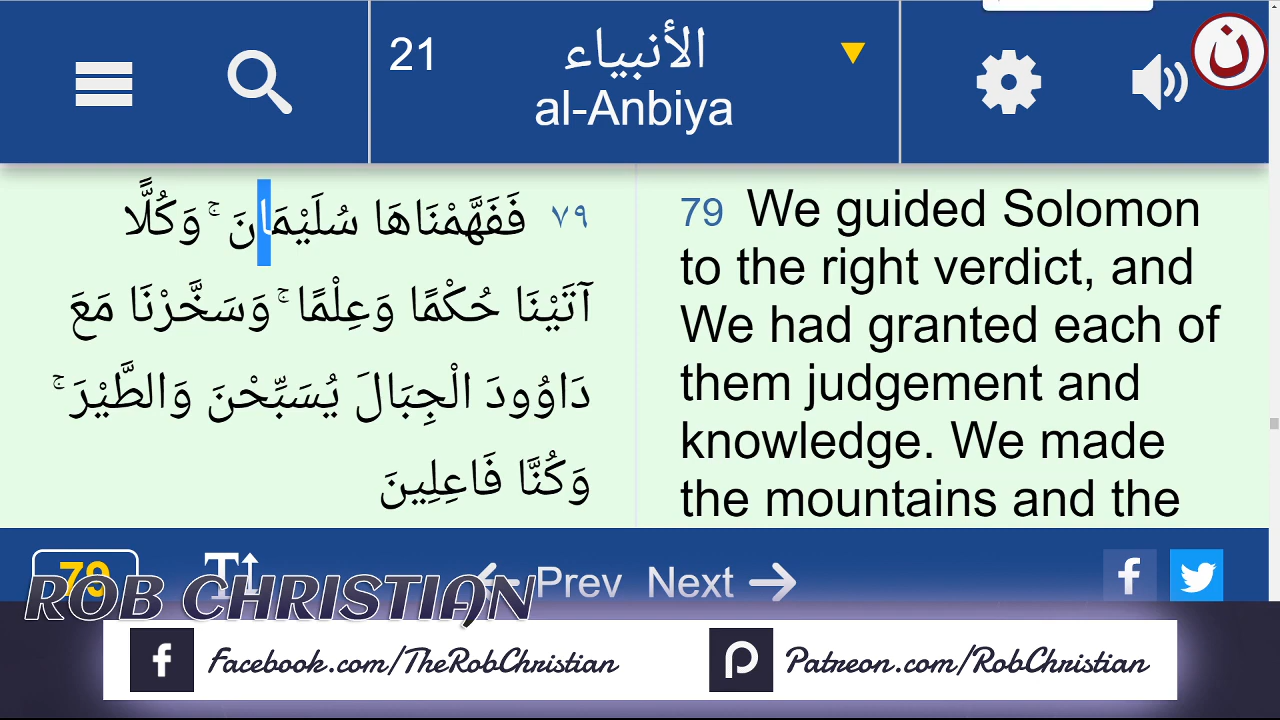 21
الأنبياء
al-Anbiya
ن
٧٩ فَفَهَّمْنَاهَا سُلَيْمَانَ ۚ وَكُلًّا
آتَيْنَا حُكْمًا وَعِلْمًا ۚ وَسَخَّرْنَا مَعَ
دَاوُودَ الْجِبَالَ يُسَبِّحْنَ وَالطَّيْرَ ۚ
وَكُنَّا فَاعِلِينَ
79 We guided Solomon
to the right verdict, and
We had granted each of
them judgement and
knowledge. We made
the mountains and the
79
T
Prev Next
ROB CHRISTIAN
Facebook.com/TheRobChristian
Patreon.com/RobChristian